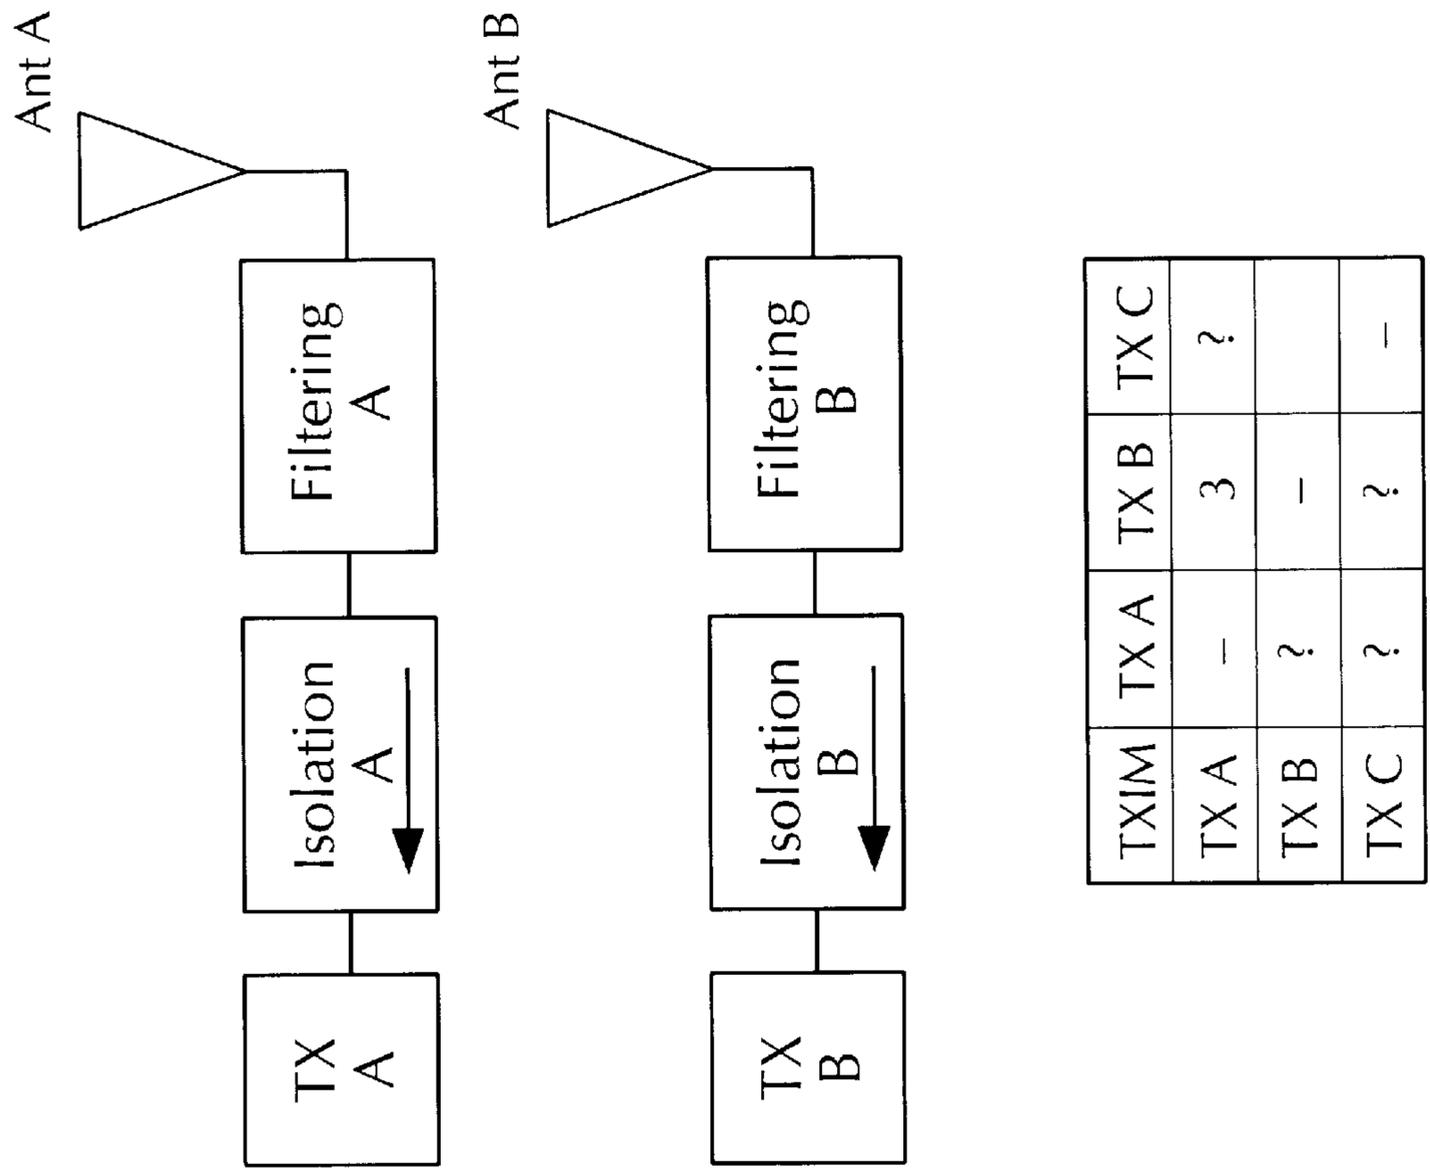 Ant A
TX
A
Isolation
A
Filtering
A
Ant B
TX
B
Isolation
B
Filtering
B
TXIM TX A TX B TX C
TX A – 3 ?
TX B ? –
TX C ? ? –